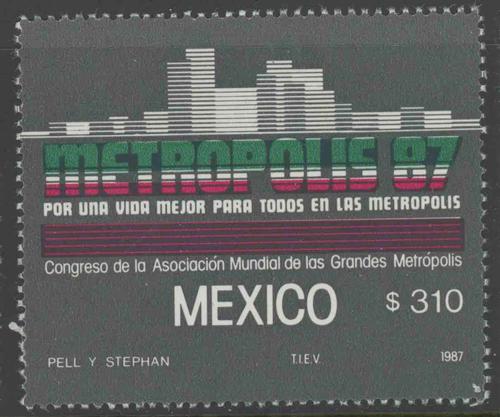 METROPOLIS 87
POR UNA VIDA MEJOR PARA TODOS EN LAS METROPOLIS
Congreso de la Asociación Mundial de las Grandes Metrópolis
MEXICO $ 310
PELL Y STEPHAN T.I.E.V. 1987